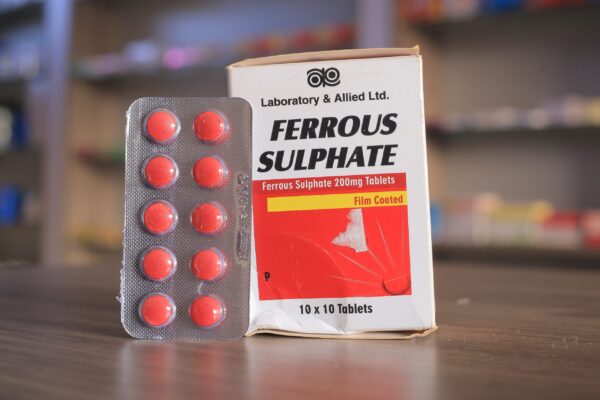 Laboratory & Allied Ltd.
FERROUS
SULPHATE
Ferrous Sulphate 200mg Tablets
Film Coated
P
10 x 10 Tablets